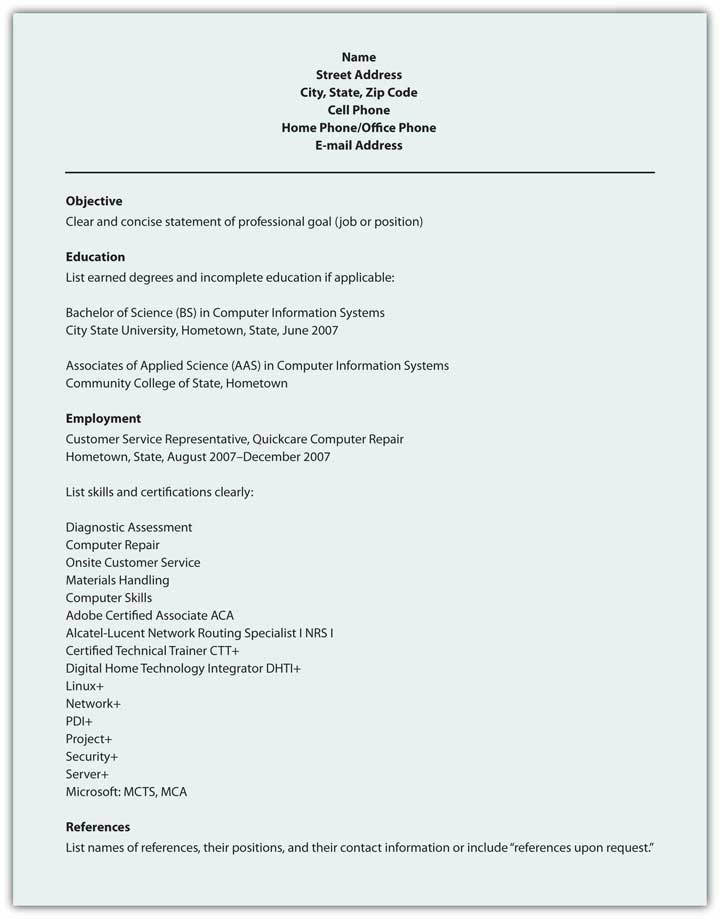 Name
Street Address
City, State, Zip Code
Cell Phone
Home Phone/Office Phone
E-mail Address
Objective
Clear and concise statement of professional goal (job or position)
Education
List earned degrees and incomplete education if applicable:
Bachelor of Science (BS) in Computer Information Systems
City State University, Hometown, State, June 2007
Associates of Applied Science (AAS) in Computer Information Systems
Community College of State, Hometown
Employment
Customer Service Representative, Quickcare Computer Repair
Hometown, State, August 2007–December 2007
List skills and certifications clearly:
Diagnostic Assessment
Computer Repair
Onsite Customer Service
Materials Handling
Computer Skills
Adobe Certified Associate ACA
Alcatel-Lucent Network Routing Specialist I NRS I
Certified Technical Trainer CTT+
Digital Home Technology Integrator DHTI+
Linux+
Network+
PDI+
Project+
Security+
Server+
Microsoft: MCTS, MCA
References
List names of references, their positions, and their contact information or include “references upon request.”